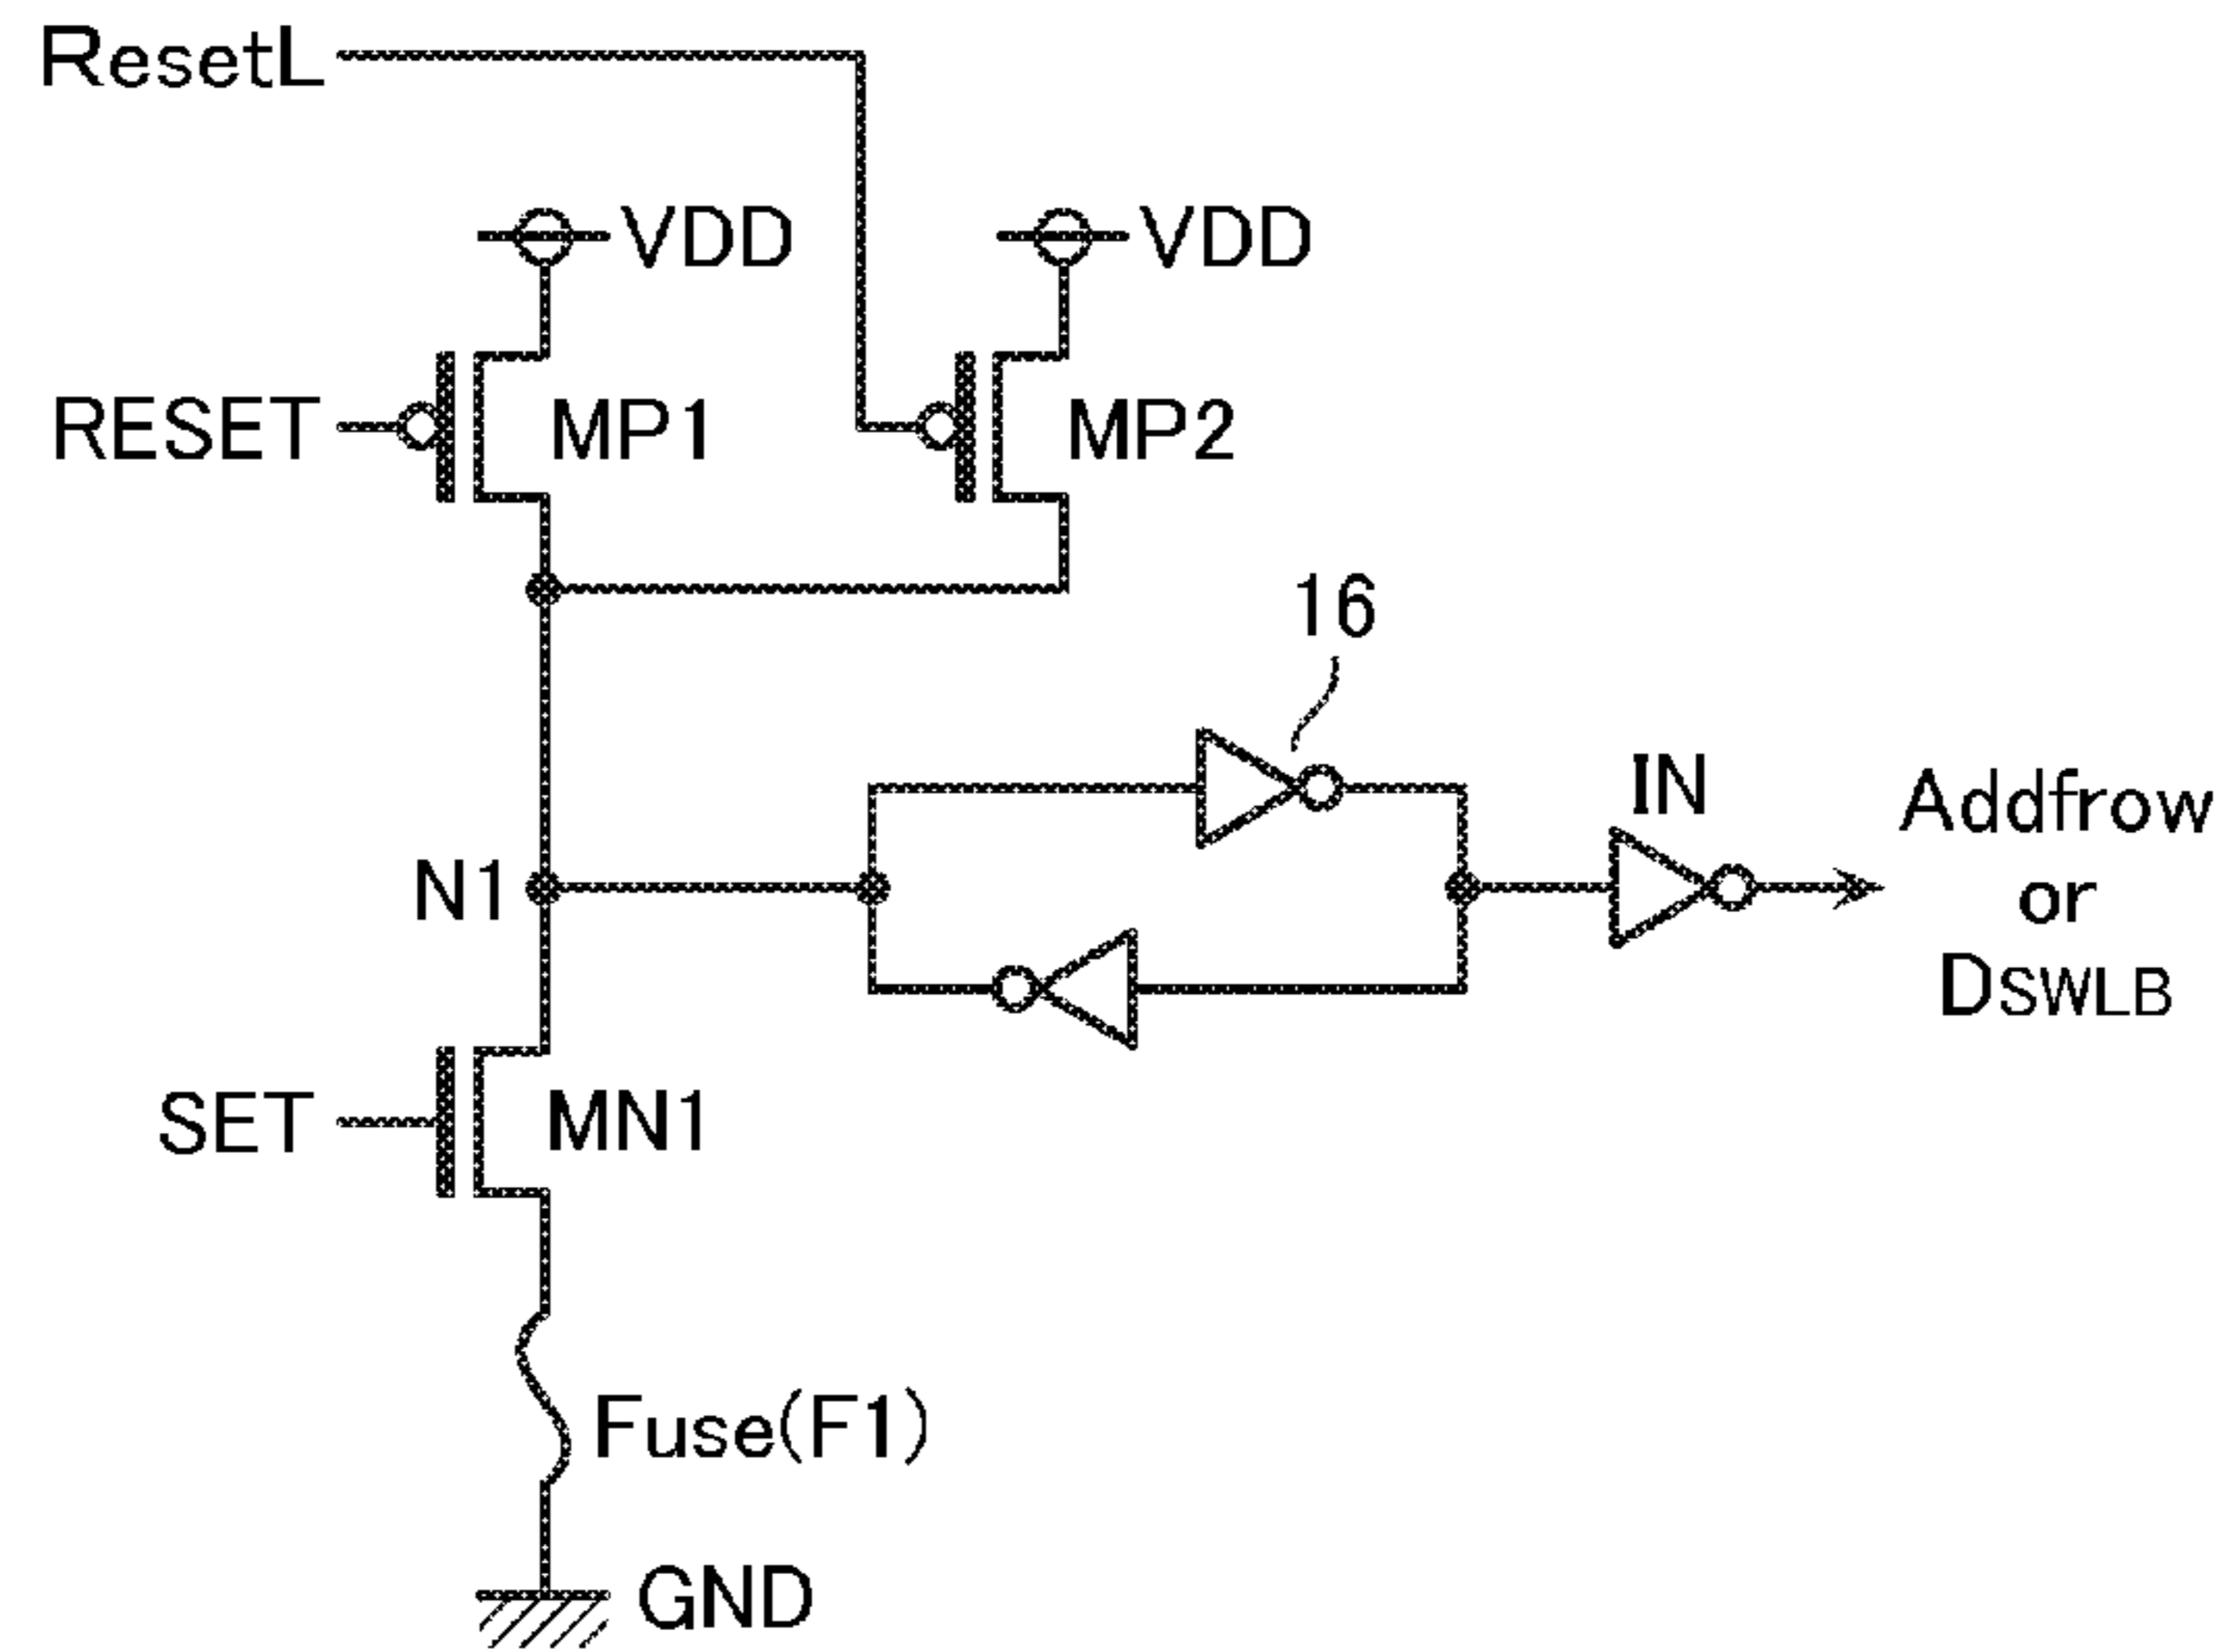 ResetL
VDD
VDD
RESET
MP1
MP2
16
N1
IN
Addfrow
or
DSWLB
SET
MN1
Fuse(F1)
GND